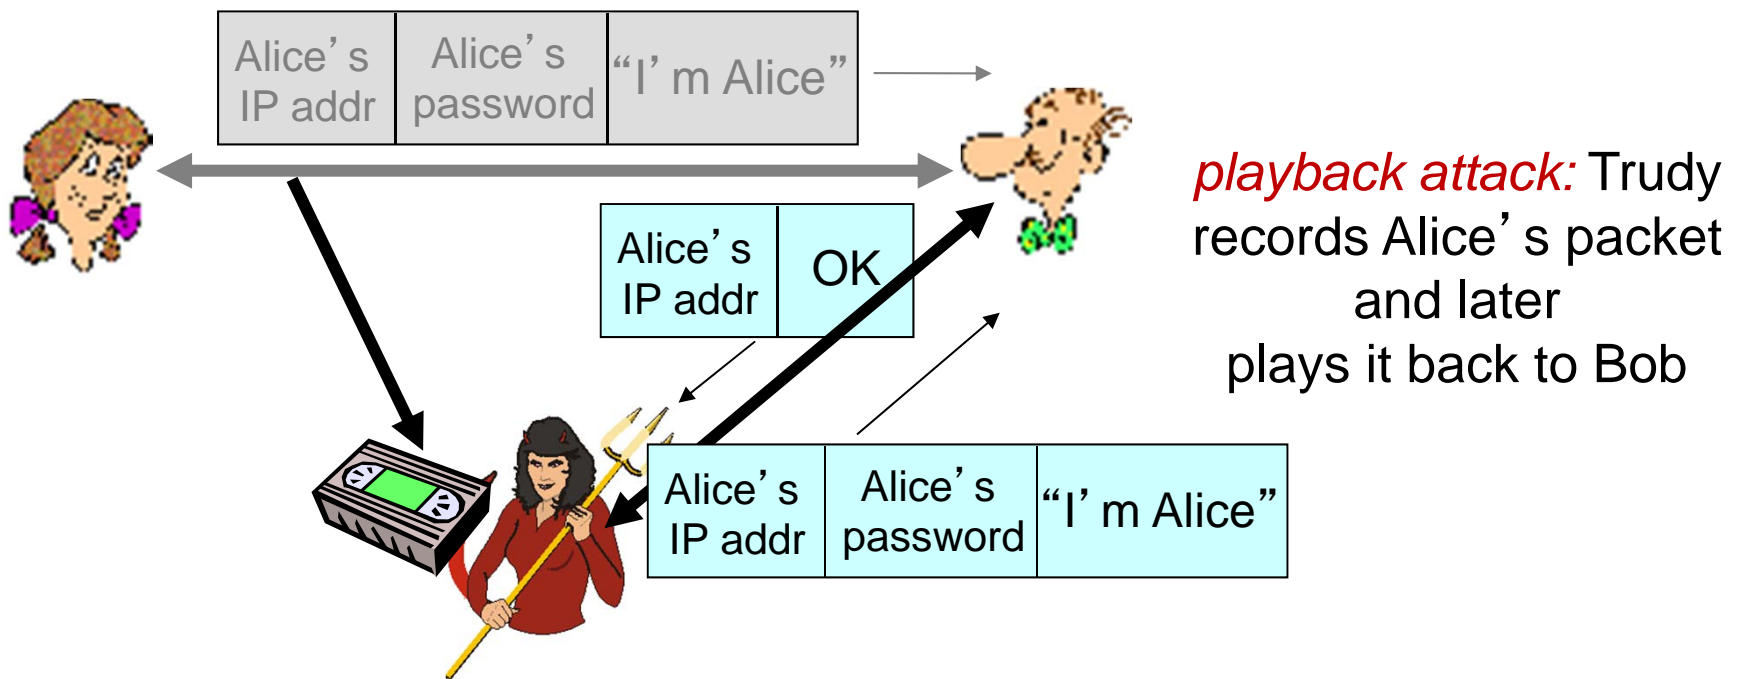 Alice’s
IP addr
Alice’s
password
“I’m Alice”
playback attack: Trudy
records Alice’s packet
and later
plays it back to Bob
Alice’s
IP addr
OK
Alice’s
IP addr
Alice’s
password
“I’m Alice”